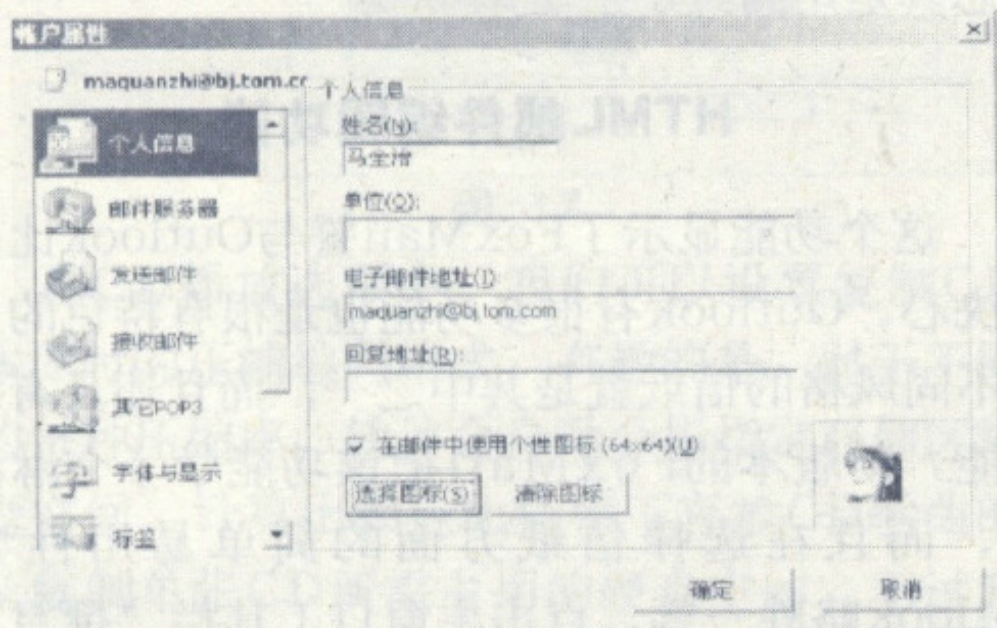 帐户属性
maquanzhi@bj.tom.cc
个人信息
邮件服务器
发送邮件
接收邮件
其它POP3
字体与显示
标签
个人信息
姓名(N):
单位(O):
电子邮件地址(I):
maquanzhi@bj.tom.com
回复地址(R):
在邮件中使用个性图标(64×64)(U)
选择图标(S)
清除图标
确定
取消